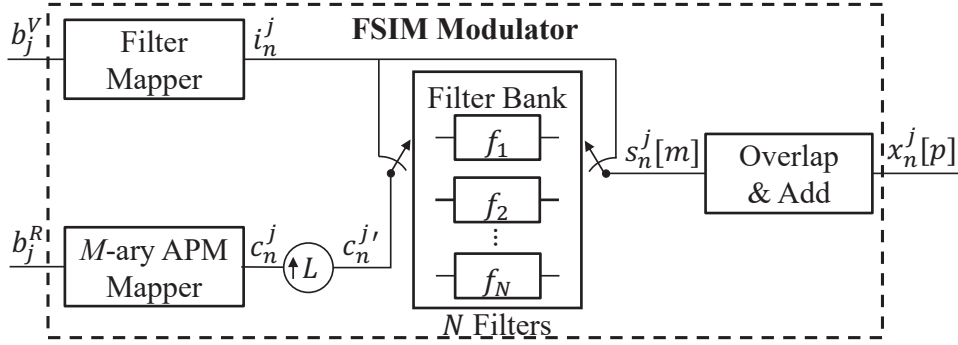 FSIM Modulator
b_j^V
Filter
Mapper
i_n^j
Filter Bank
f_1
f_2
⋮
f_N
N Filters
s_n^j[m]
Overlap
& Add
x_n^j[p]
b_j^R
M-ary APM
Mapper
c_n^j
↑L
c_n^j′